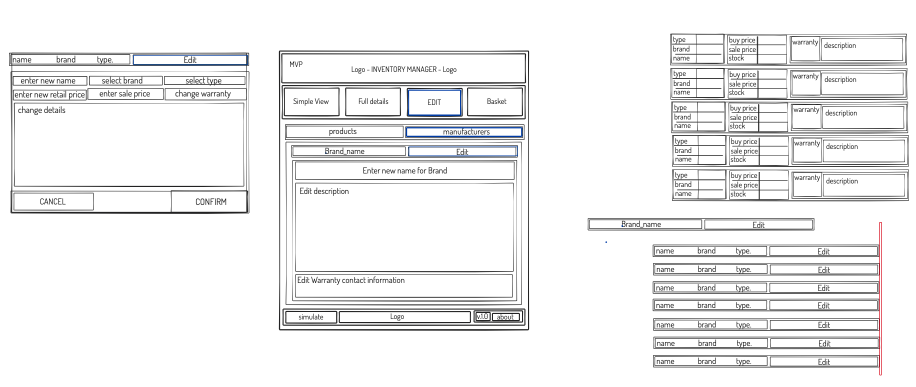 name brand type. Edit
enter new name select brand select type
enter new retail price enter sale price change warranty
change details
CANCEL CONFIRM
MVP
Logo - INVENTORY MANAGER - Logo
Simple View Full details EDIT Basket
products manufacturers
Brand_name Edit
Enter new name for Brand
Edit description
Edit Warranty contact information
simulate Logo v.1.0 about
type buy price warranty description
brand sale price
name stock
type buy price warranty description
brand sale price
name stock
type buy price warranty description
brand sale price
name stock
type buy price warranty description
brand sale price
name stock
type buy price warranty description
brand sale price
name stock
Brand_name Edit
name brand type. Edit
name brand type. Edit
name brand type. Edit
name brand type. Edit
name brand type. Edit
name brand type. Edit
name brand type. Edit